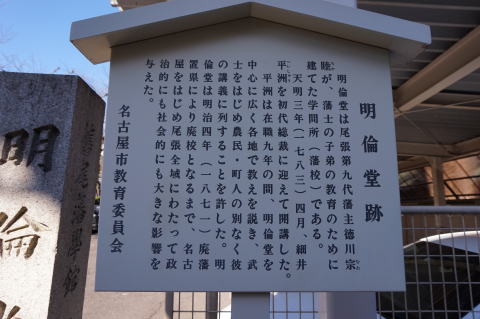 明倫堂跡
明倫堂は尾張第九代藩主徳川宗
睦が、藩士の子弟の教育のために
建てた学問所（藩校）である。
天明三年（一七八三）四月、細井
平洲を初代総裁に迎えて開講した。
平洲は在職九年の間、明倫堂を
中心に広く各地で教えを説き、武
士をはじめ農民・町人の別なく彼
の講義に列することを許した。明
倫堂は明治四年（一八七一）廃藩
置県により廃校となるまで、名古
屋をはじめ尾張全域にわたって政
治的にも社会的にも大きな影響を
与えた。
名古屋市教育委員会
明倫